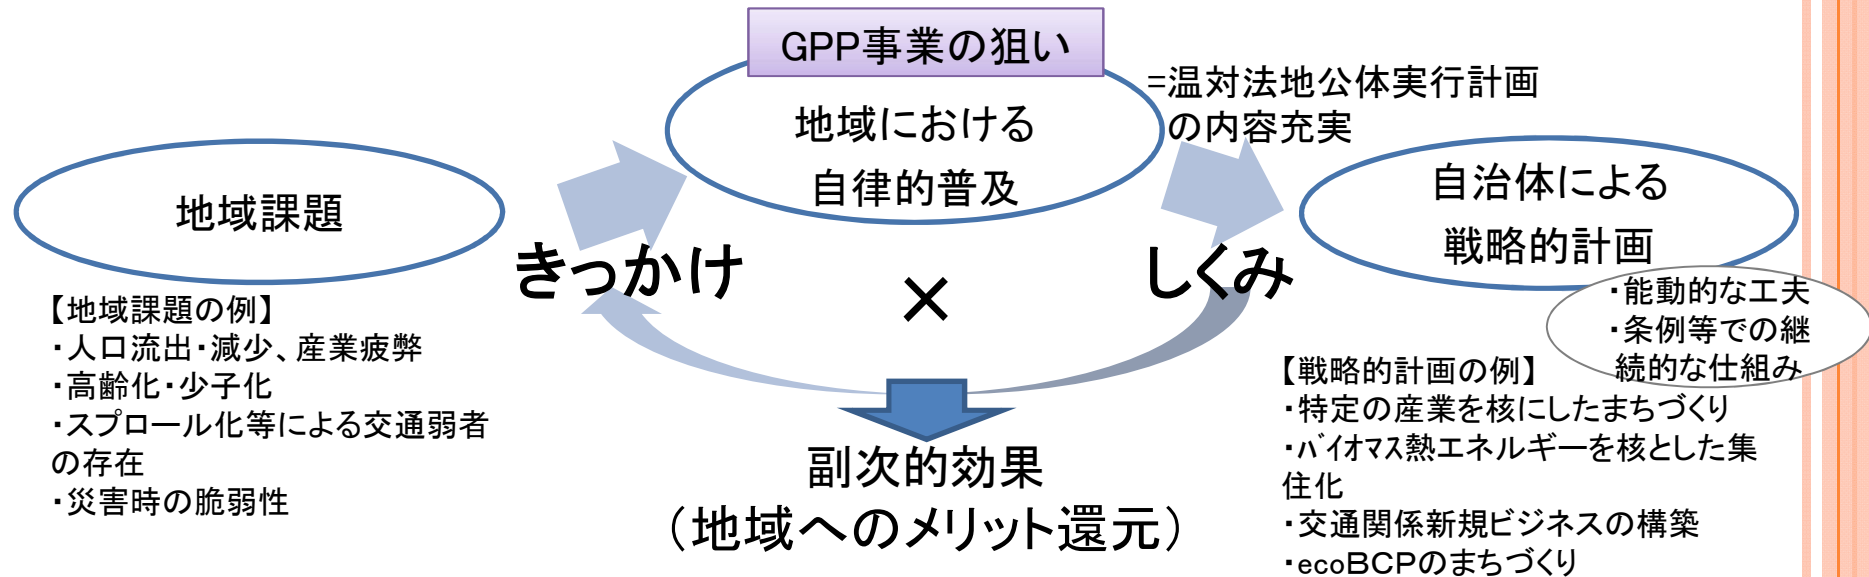 GPP事業の狙い
地域における
自律的普及
=温対法地公体実行計画
の内容充実
地域課題
自治体による
戦略的計画
きっかけ
×
しくみ
・能動的な工夫
・条例等での継
続的な仕組み
【地域課題の例】
・人口流出・減少、産業疲弊
・高齢化・少子化
・スプロール化等による交通弱者
の存在
・災害時の脆弱性
副次的効果
（地域へのメリット還元）
【戦略的計画の例】
・特定の産業を核にしたまちづくり
・ﾊﾞｲｵﾏｽ熱エネルギーを核とした集
住化
・交通関係新規ビジネスの構築
・ecoBCPのまちづくり